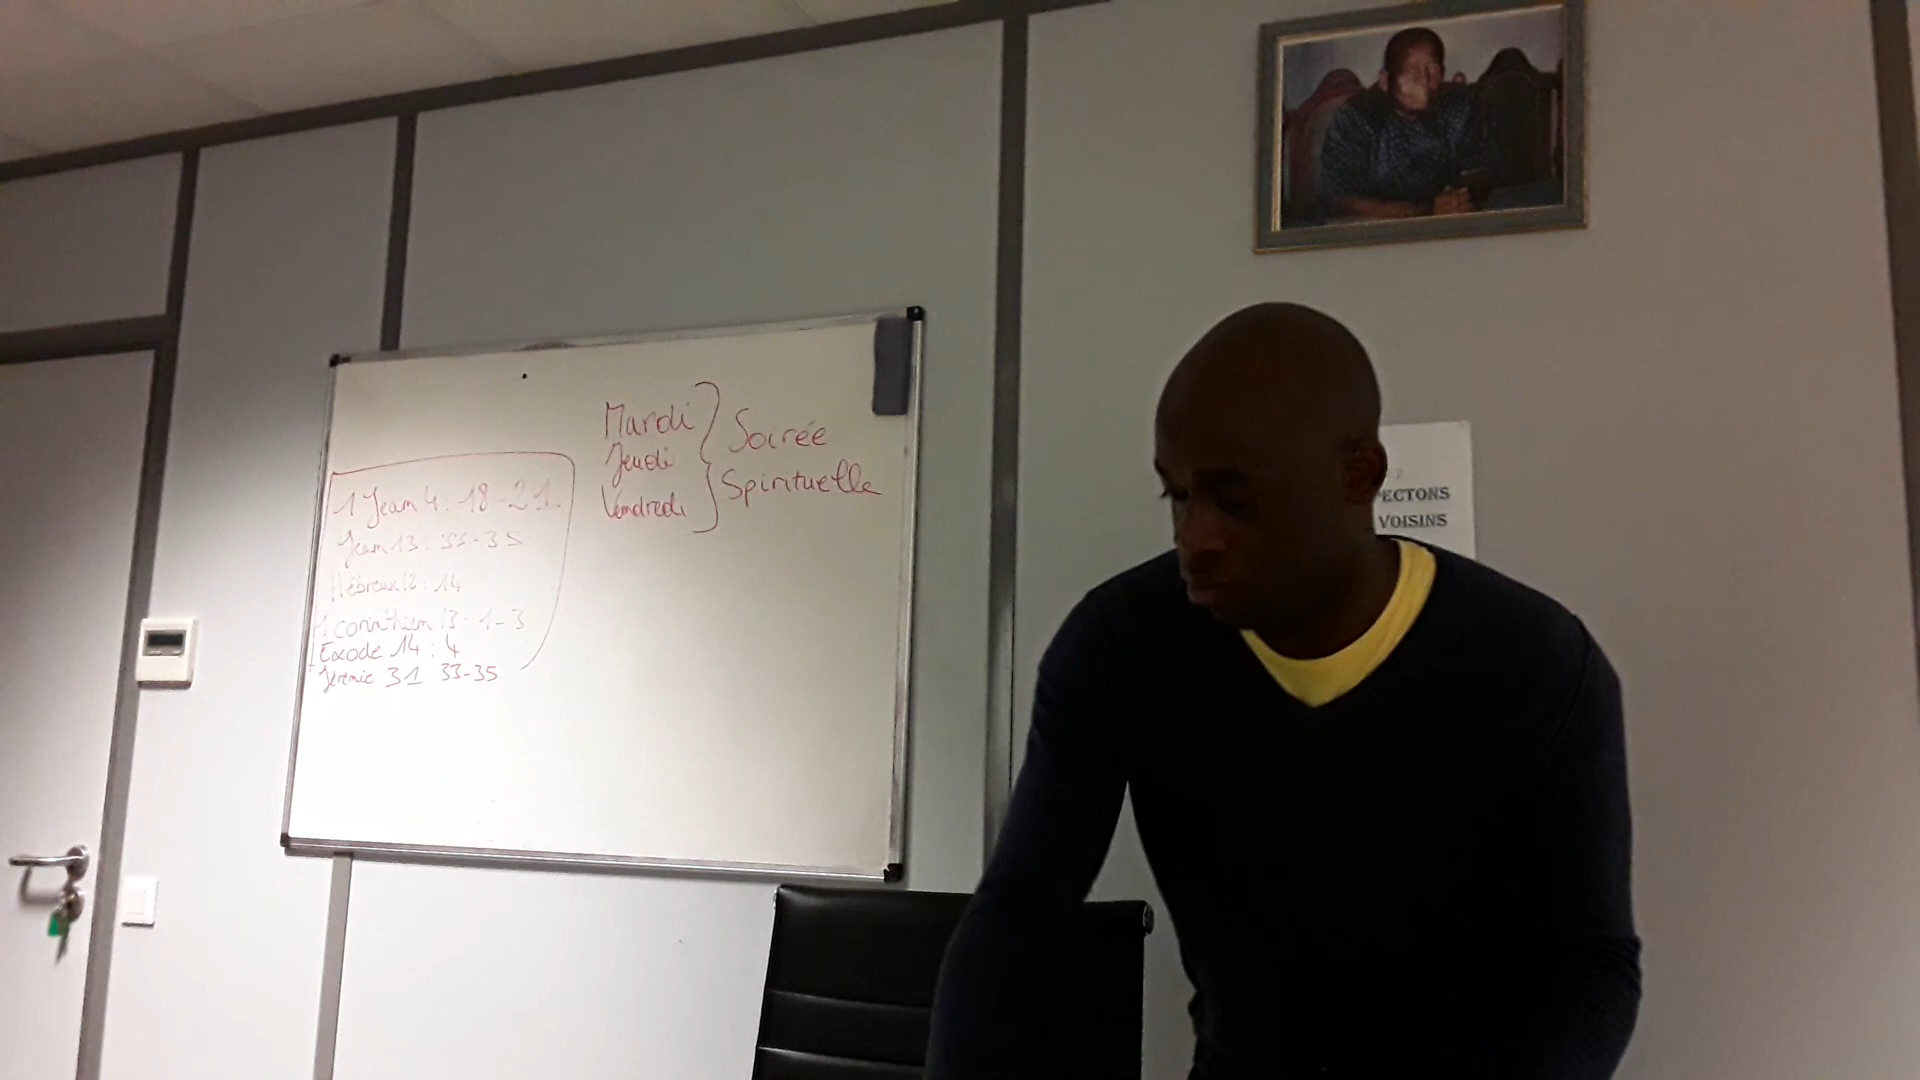 1 Jean 4 : 18 - 21
Jean 13 : 33 - 35
Hébreux 12 : 14
1 corinthien 13 : 1 - 3
Exode 14 : 4
Jérémie 31 33-35
Mardi
Jeudi
Vendredi
Soirée
Spirituelle
PECTONS
VOISINS